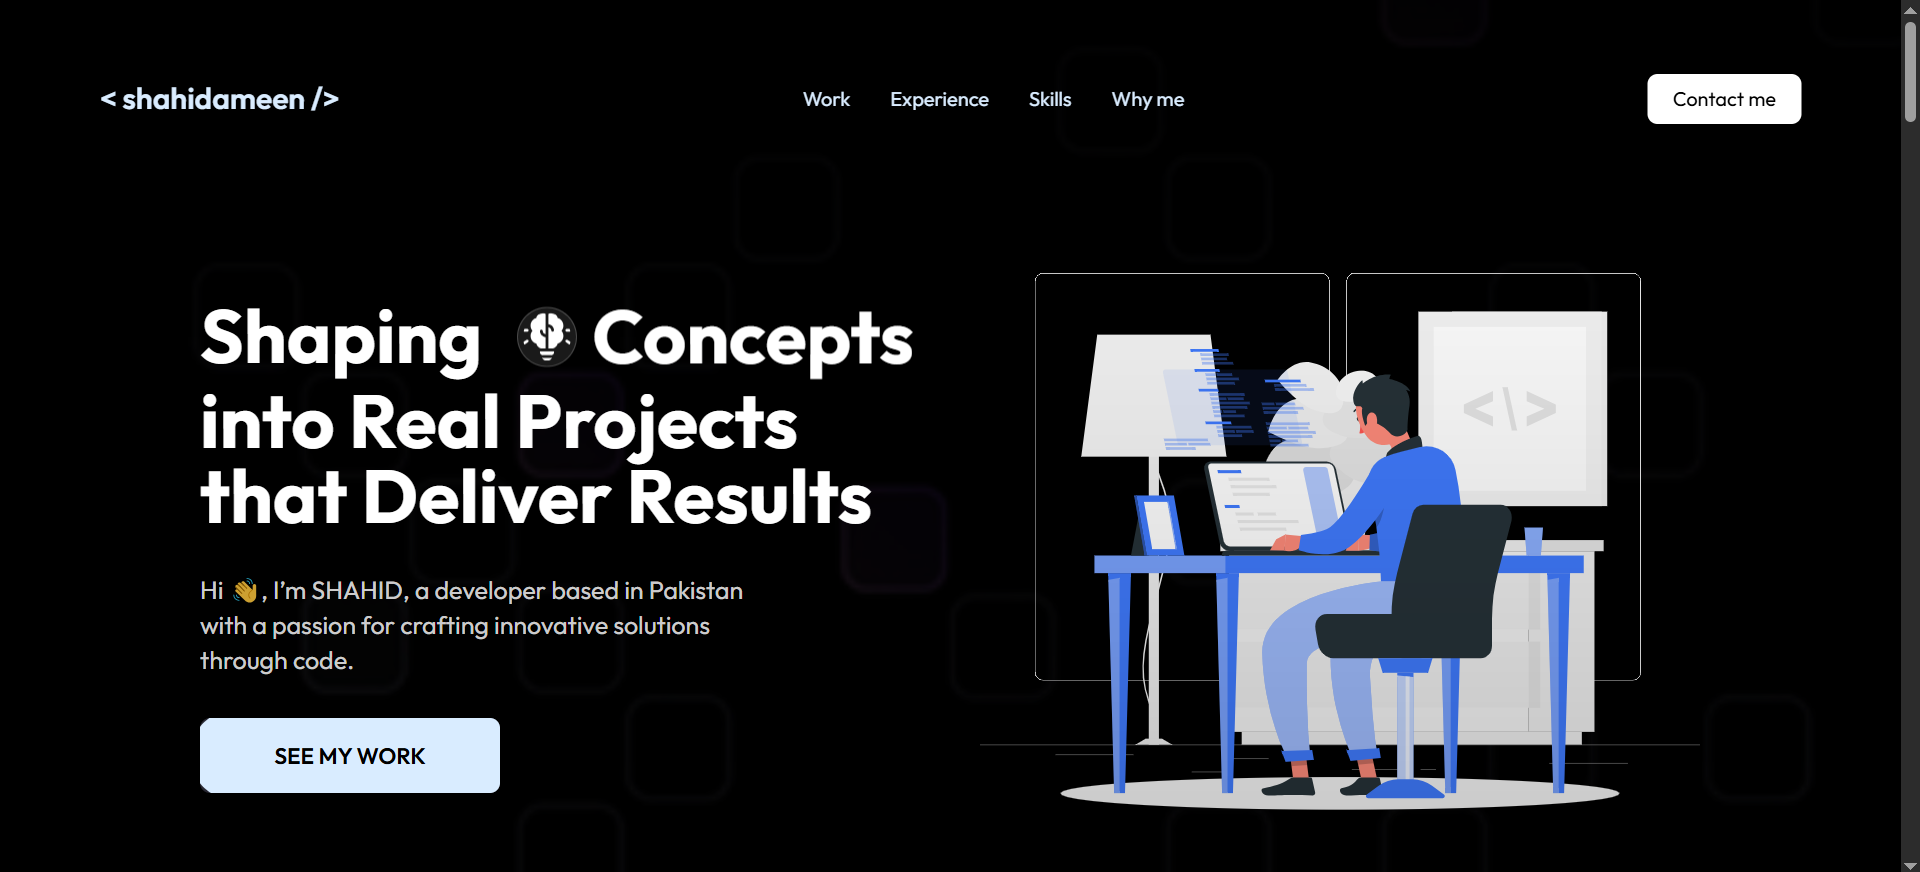 < shahidameen />
Work Experience Skills Why me
Contact me
Shaping Concepts
into Real Projects
that Deliver Results
Hi 👋, I’m SHAHID, a developer based in Pakistan
with a passion for crafting innovative solutions
through code.
SEE MY WORK
<\>